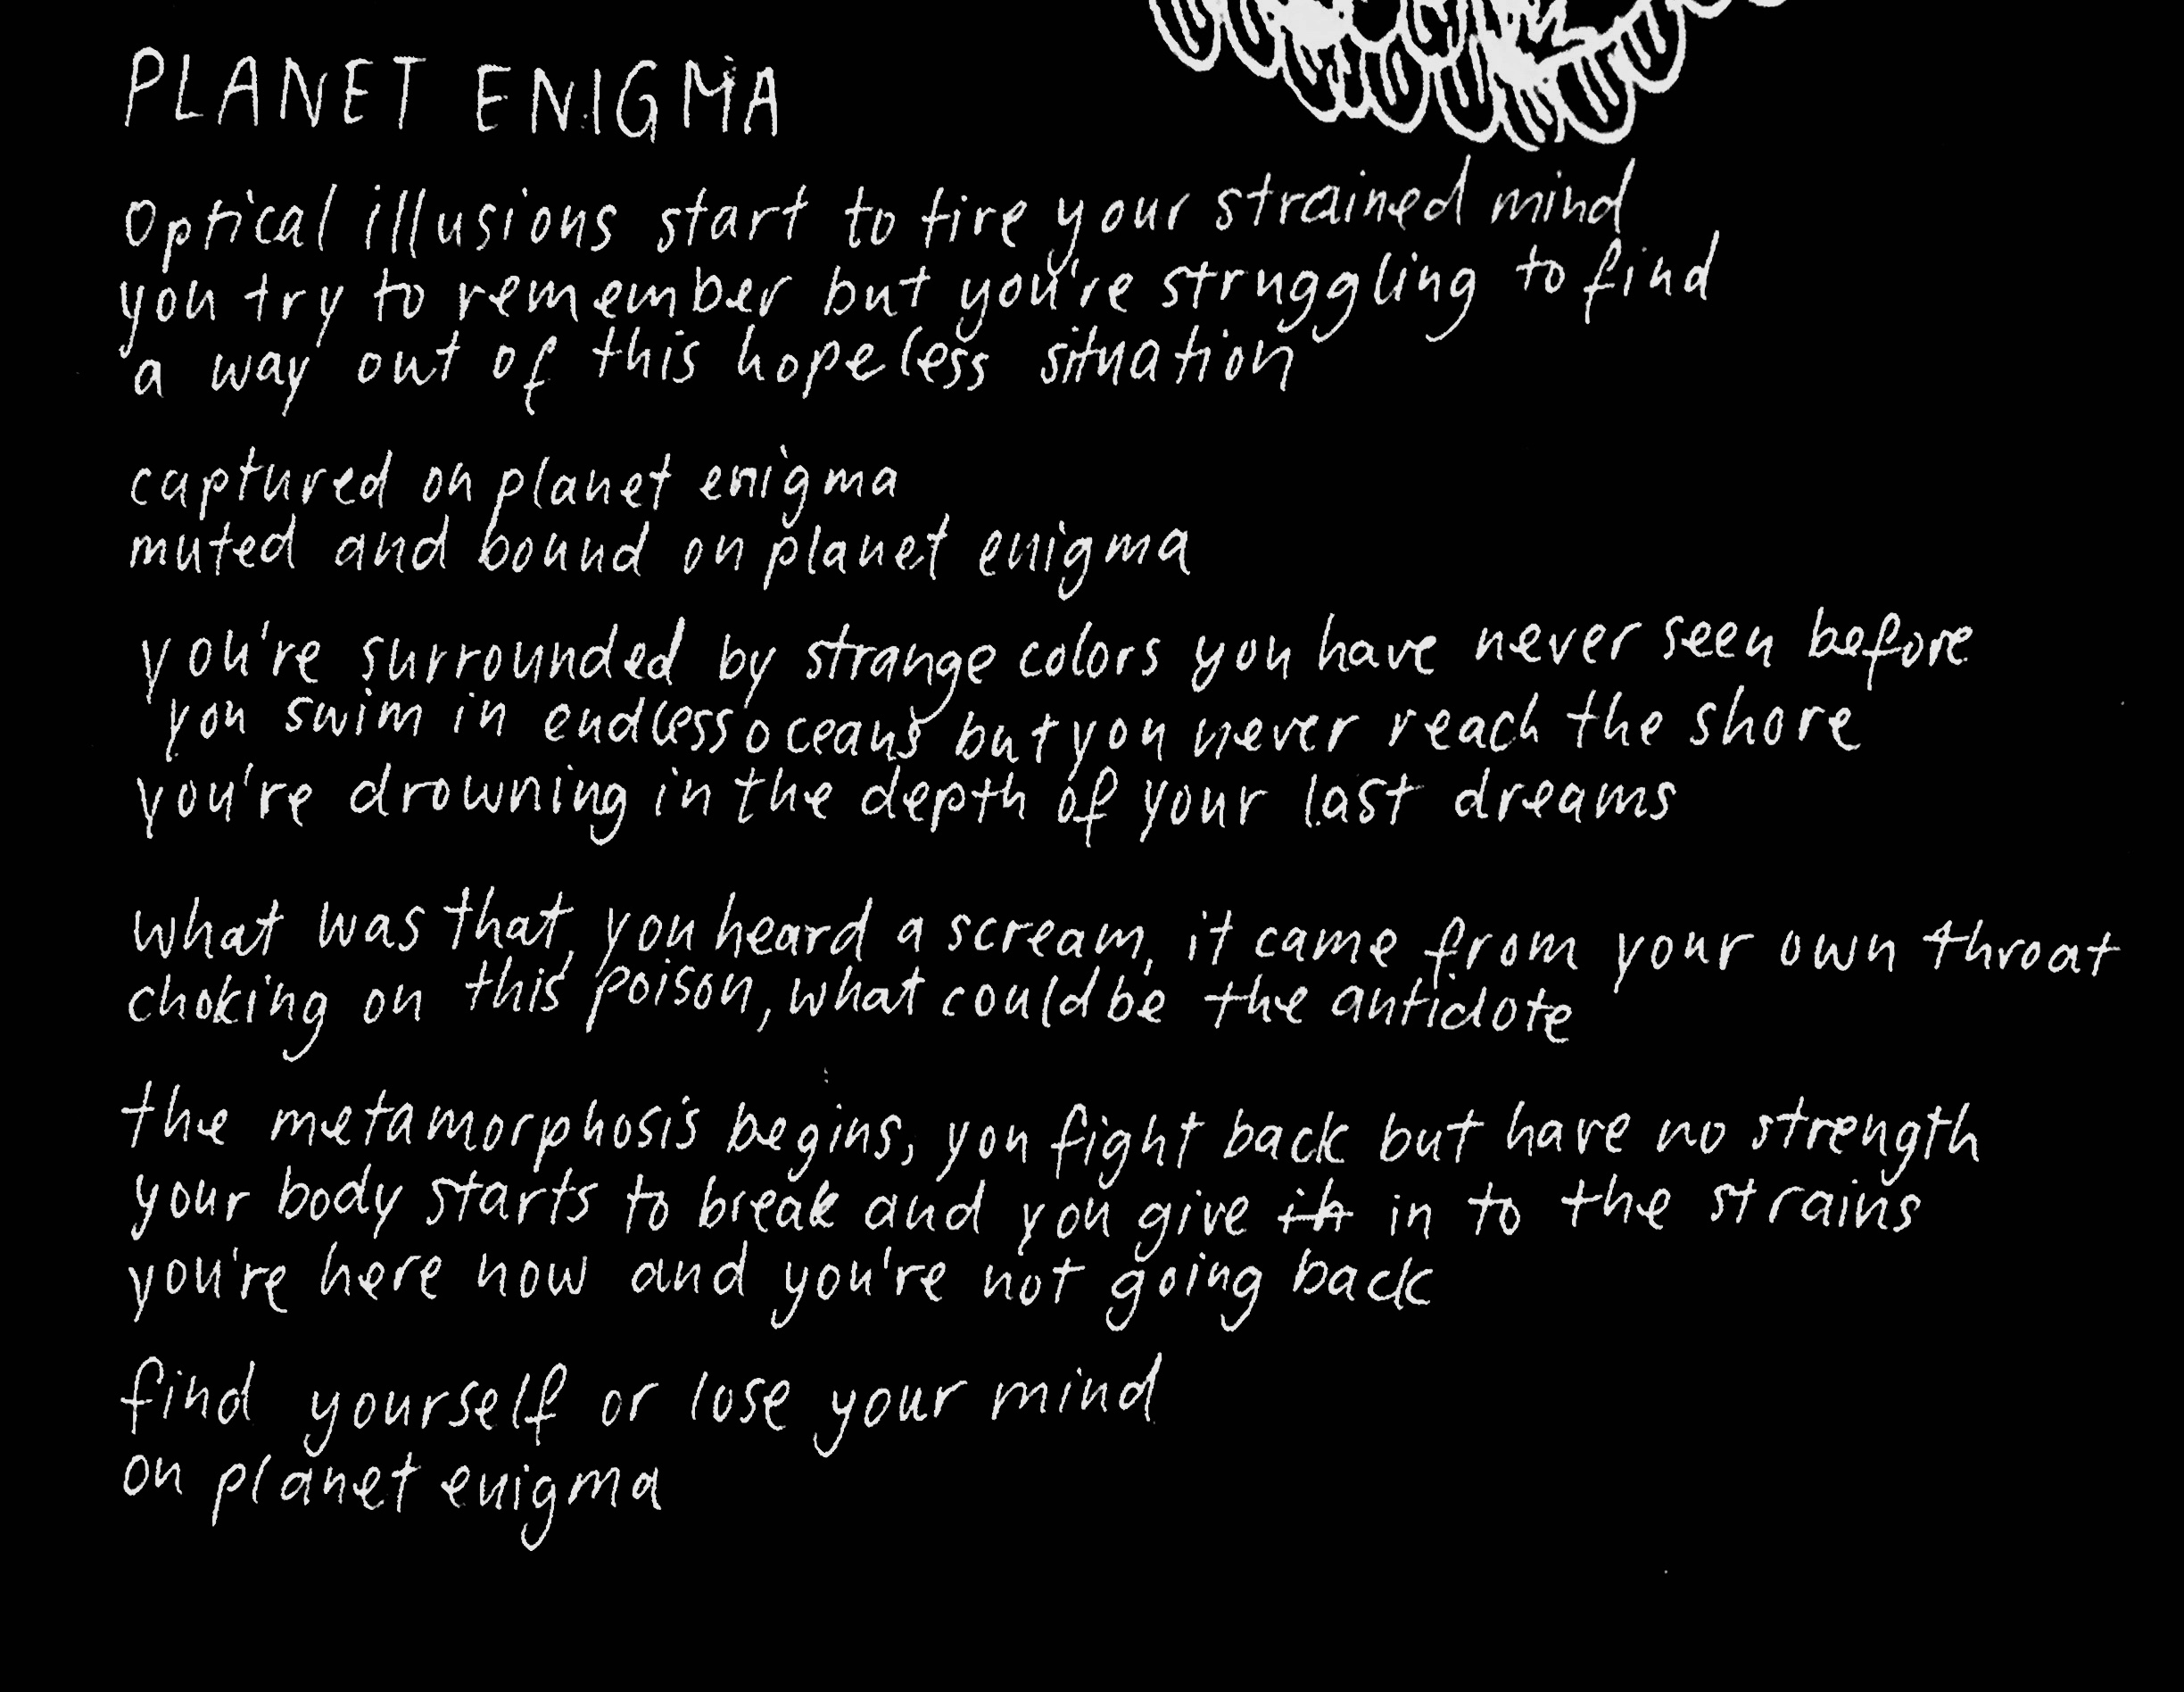 PLANET ENIGMA
Optical illusions start to tire your strained mind
you try to remember but you're struggling to find
a way out of this hopeless situation
captured on planet enigma
muted and bound on planet enigma
you're surrounded by strange colors you have never seen before
you swim in endless oceans but you never reach the shore
you're drowning in the depth of your last dreams
what was that, you heard a scream, it came from your own throat
choking on this poison, what could be the antidote
the metamorphosis begins, you fight back but have no strength
your body starts to break and you give in to the strains
you're here now and you're not going back
find yourself or lose your mind
on planet enigma